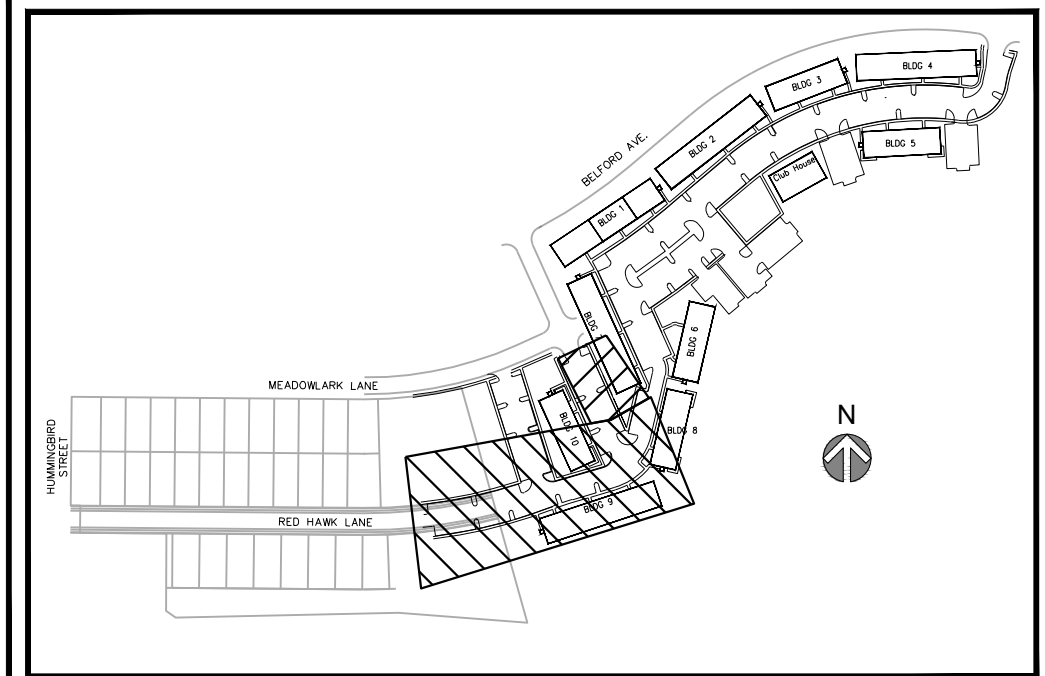 BLDG 4
BLDG 3
BLDG 2
BLDG 5
BELFORD AVE.
Club House
BLDG 1
BLDG
BLDG 6
MEADOWLARK LANE
HUMMINGBIRD
STREET
BLDG 10
BLDG 8
N
BLDG 9
RED HAWK LANE